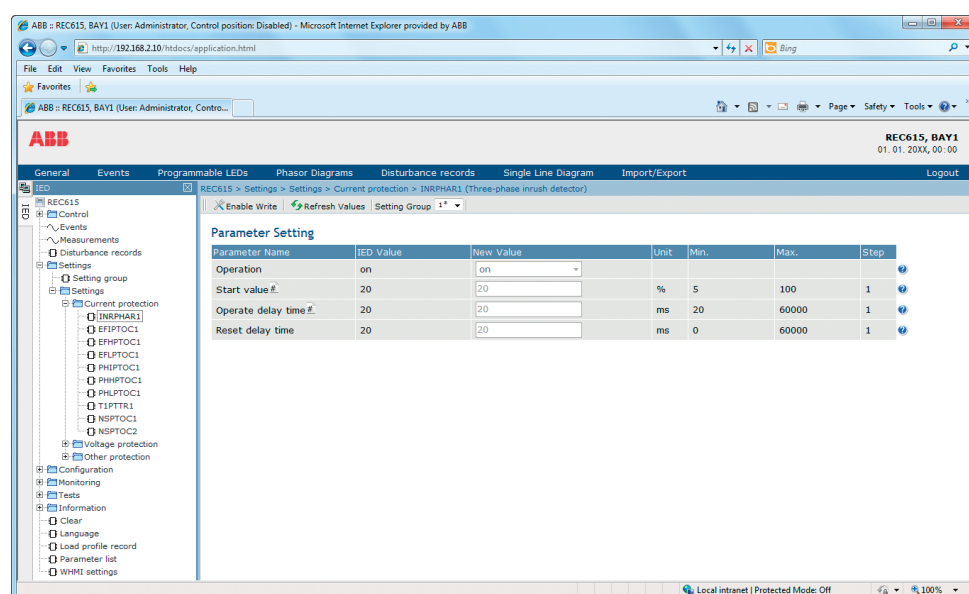 ABB :: REC615, BAY1 (User: Administrator, Control position: Disabled) - Microsoft Internet Explorer provided by ABB
http://192.168.2.10/htdocs/application.html
Bing
File Edit View Favorites Tools Help
Favorites
ABB :: REC615, BAY1 (User: Administrator, Contro...
Page Safety Tools
ABB
REC615, BAY1
01. 01. 20XX, 00:00
General Events Programmable LEDs Phasor Diagrams Disturbance records Single Line Diagram Import/Export Logout
IED
IED
REC615
Control
Events
Measurements
Disturbance records
Settings
Setting group
Settings
Current protection
INRPHAR1
EFIPTOC1
EFHPTOC1
EFLPTOC1
PHIPTOC1
PHHPTOC1
PHLPTOC1
T1PTTR1
NSPTOC1
NSPTOC2
Voltage protection
Other protection
Configuration
Monitoring
Tests
Information
Clear
Language
Load profile record
Parameter list
WHMI settings
REC615 > Settings > Settings > Current protection > INRPHAR1 (Three-phase inrush detector)
Enable Write Refresh Values Setting Group 1*
Parameter Setting
Parameter Name IED Value New Value Unit Min. Max. Step
Operation on on
Start value # 20 20 % 5 100 1
Operate delay time # 20 20 ms 20 60000 1
Reset delay time 20 20 ms 0 60000 1
Local intranet | Protected Mode: Off 100%